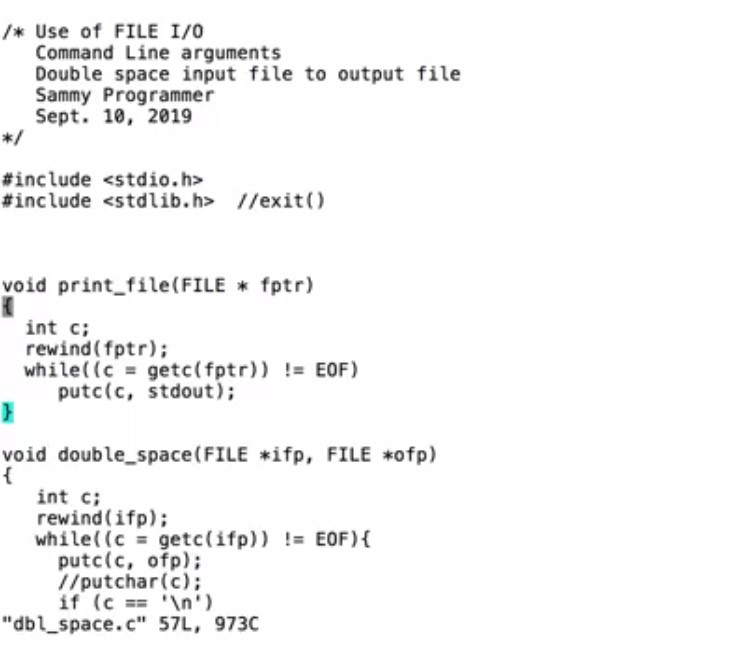 /* Use of FILE I/O
   Command Line arguments
   Double space input file to output file
   Sammy Programmer
   Sept. 10, 2019
*/

#include <stdio.h>
#include <stdlib.h>  //exit()



void print_file(FILE * fptr)
{
  int c;
  rewind(fptr);
  while((c = getc(fptr)) != EOF)
     putc(c, stdout);
}

void double_space(FILE *ifp, FILE *ofp)
{
   int c;
   rewind(ifp);
   while((c = getc(ifp)) != EOF){
     putc(c, ofp);
     //putchar(c);
     if (c == '\n')
"dbl_space.c" 57L, 973C